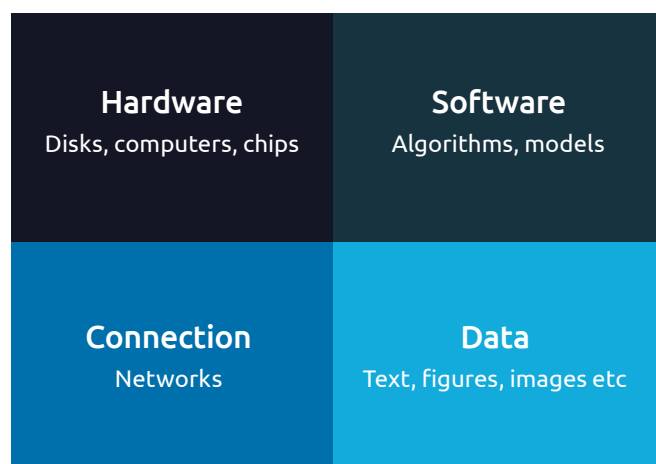 Hardware
Disks, computers, chips
Software
Algorithms, models
Connection
Networks
Data
Text, figures, images etc